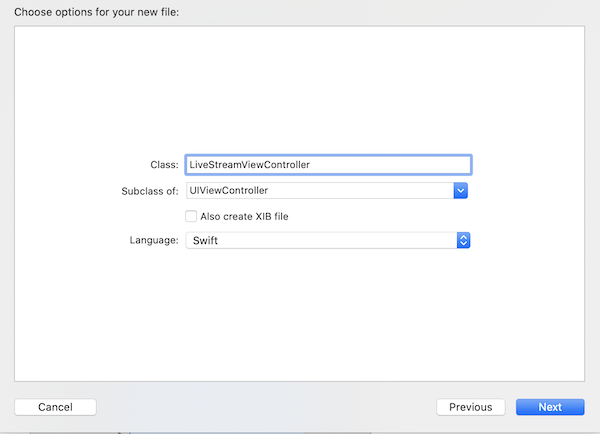 Choose options for your new file:
Class: LiveStreamViewController
Subclass of: UIViewController
Also create XIB file
Language: Swift
Cancel Previous Next